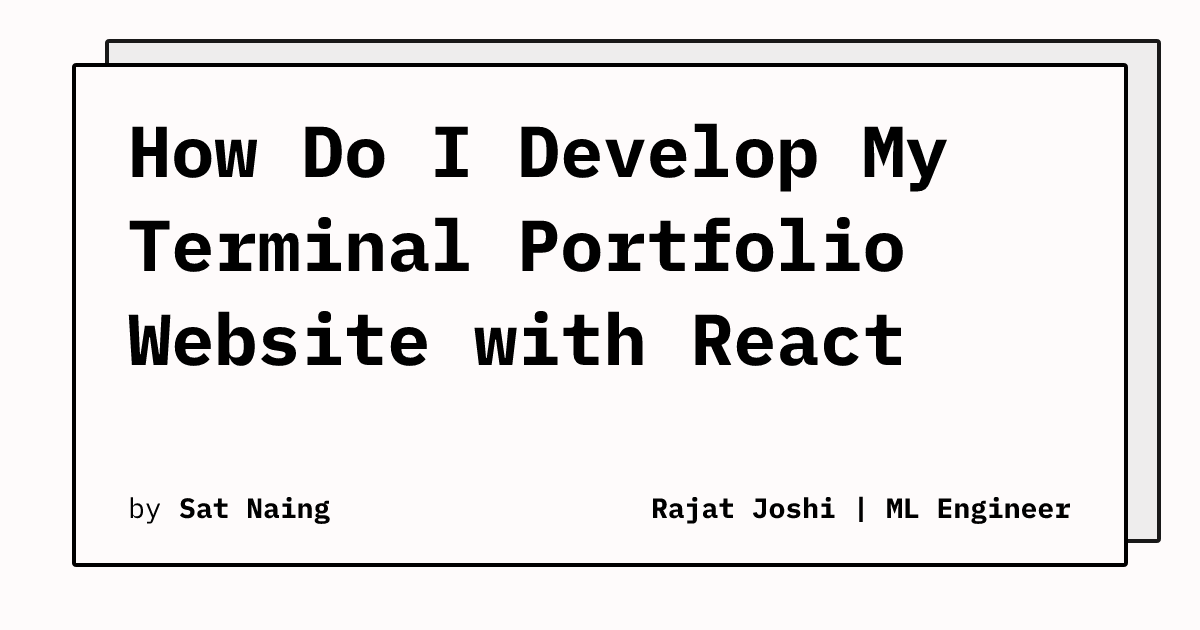 How Do I Develop My
Terminal Portfolio
Website with React
by Sat Naing
Rajat Joshi | ML Engineer